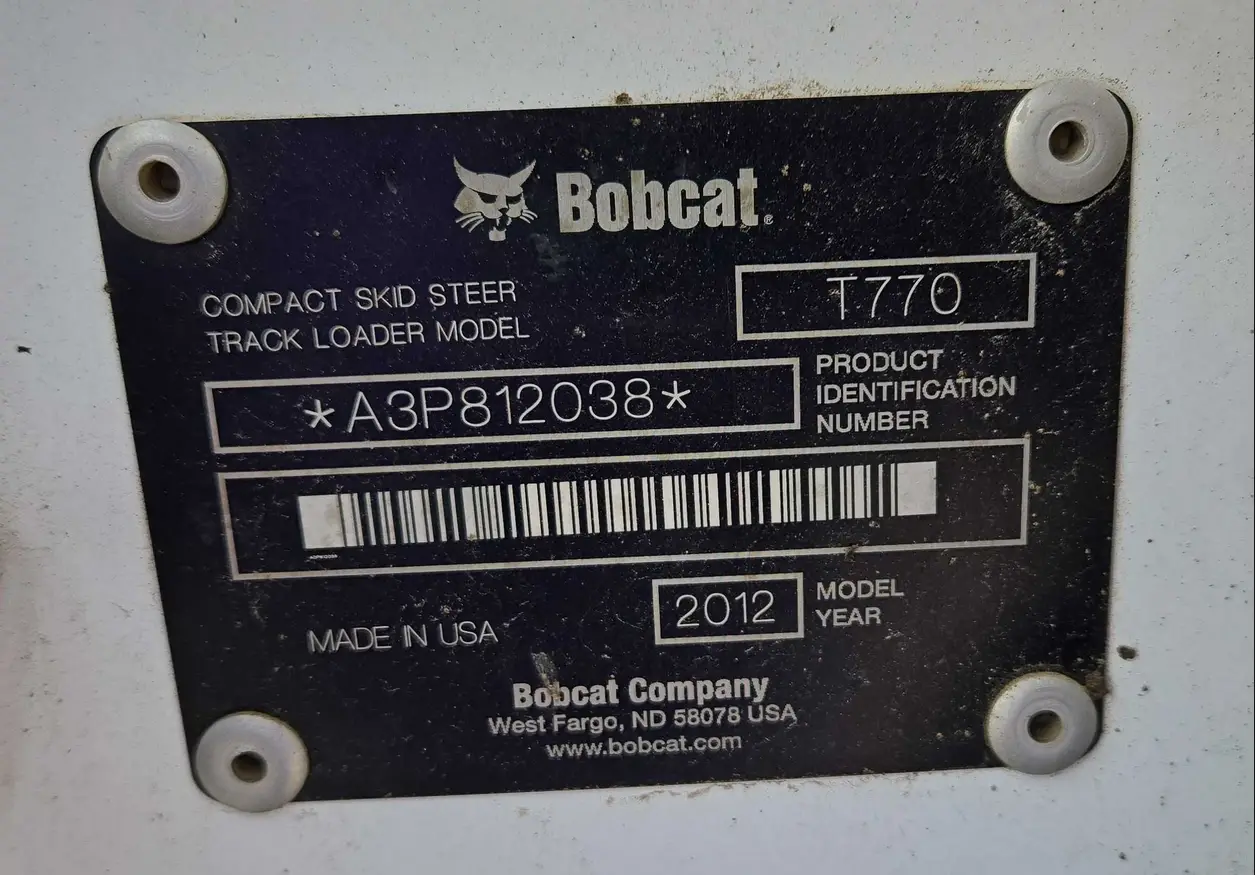 Bobcat®
COMPACT SKID STEER
TRACK LOADER MODEL
T770
*A3P812038*
PRODUCT
IDENTIFICATION
NUMBER
A3P812038
MADE IN USA
2012
MODEL
YEAR
Bobcat Company
West Fargo, ND 58078 USA
www.bobcat.com